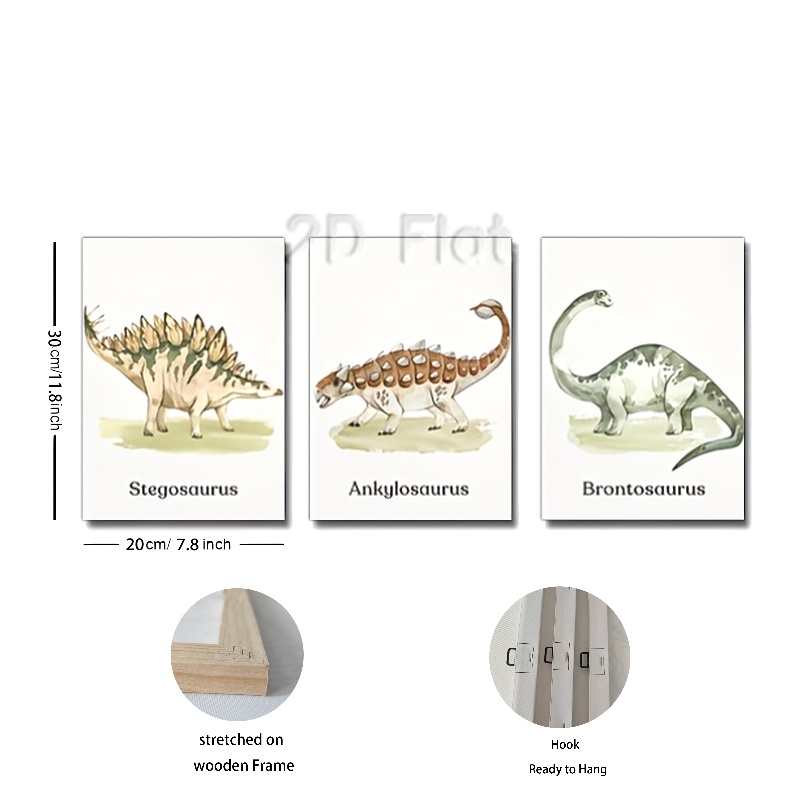 2D Flat
30cm/11.8inch
Stegosaurus
Ankylosaurus
Brontosaurus
20cm/ 7.8 inch
stretched on
wooden Frame
Hook
Ready to Hang